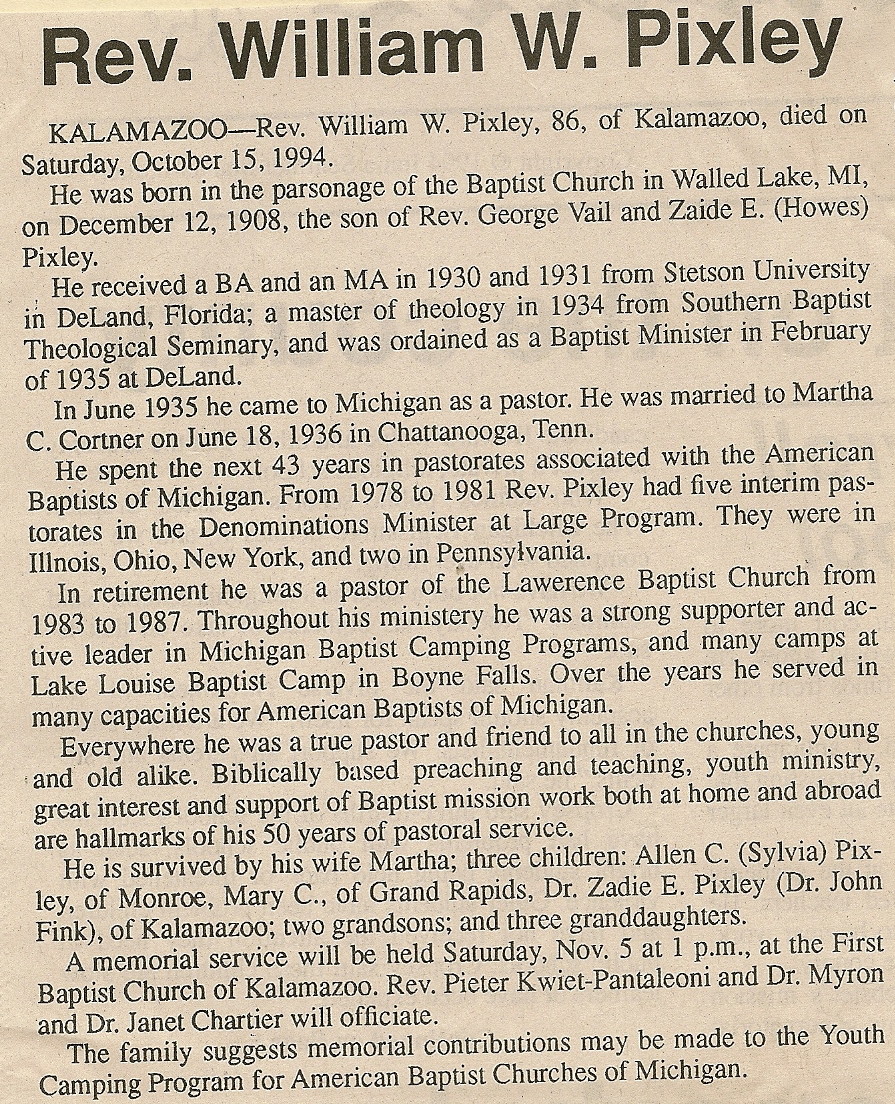 Rev. William W. Pixley
KALAMAZOO—Rev. William W. Pixley, 86, of Kalamazoo, died on
Saturday, October 15, 1994.
He was born in the parsonage of the Baptist Church in Walled Lake, MI,
on December 12, 1908, the son of Rev. George Vail and Zaide E. (Howes)
Pixley.
He received a BA and an MA in 1930 and 1931 from Stetson University
in DeLand, Florida; a master of theology in 1934 from Southern Baptist
Theological Seminary, and was ordained as a Baptist Minister in February
of 1935 at DeLand.
In June 1935 he came to Michigan as a pastor. He was married to Martha
C. Cortner on June 18, 1936 in Chattanooga, Tenn.
He spent the next 43 years in pastorates associated with the American
Baptists of Michigan. From 1978 to 1981 Rev. Pixley had five interim pas-
torates in the Denominations Minister at Large Program. They were in
Illnois, Ohio, New York, and two in Pennsylvania.
In retirement he was a pastor of the Lawerence Baptist Church from
1983 to 1987. Throughout his ministery he was a strong supporter and ac-
tive leader in Michigan Baptist Camping Programs, and many camps at
Lake Louise Baptist Camp in Boyne Falls. Over the years he served in
many capacities for American Baptists of Michigan.
Everywhere he was a true pastor and friend to all in the churches, young
and old alike. Biblically based preaching and teaching, youth ministry,
great interest and support of Baptist mission work both at home and abroad
are hallmarks of his 50 years of pastoral service.
He is survived by his wife Martha; three children: Allen C. (Sylvia) Pix-
ley, of Monroe, Mary C., of Grand Rapids, Dr. Zadie E. Pixley (Dr. John
Fink), of Kalamazoo; two grandsons; and three granddaughters.
A memorial service will be held Saturday, Nov. 5 at 1 p.m., at the First
Baptist Church of Kalamazoo. Rev. Pieter Kwiet-Pantaleoni and Dr. Myron
and Dr. Janet Chartier will officiate.
The family suggests memorial contributions may be made to the Youth
Camping Program for American Baptist Churches of Michigan.